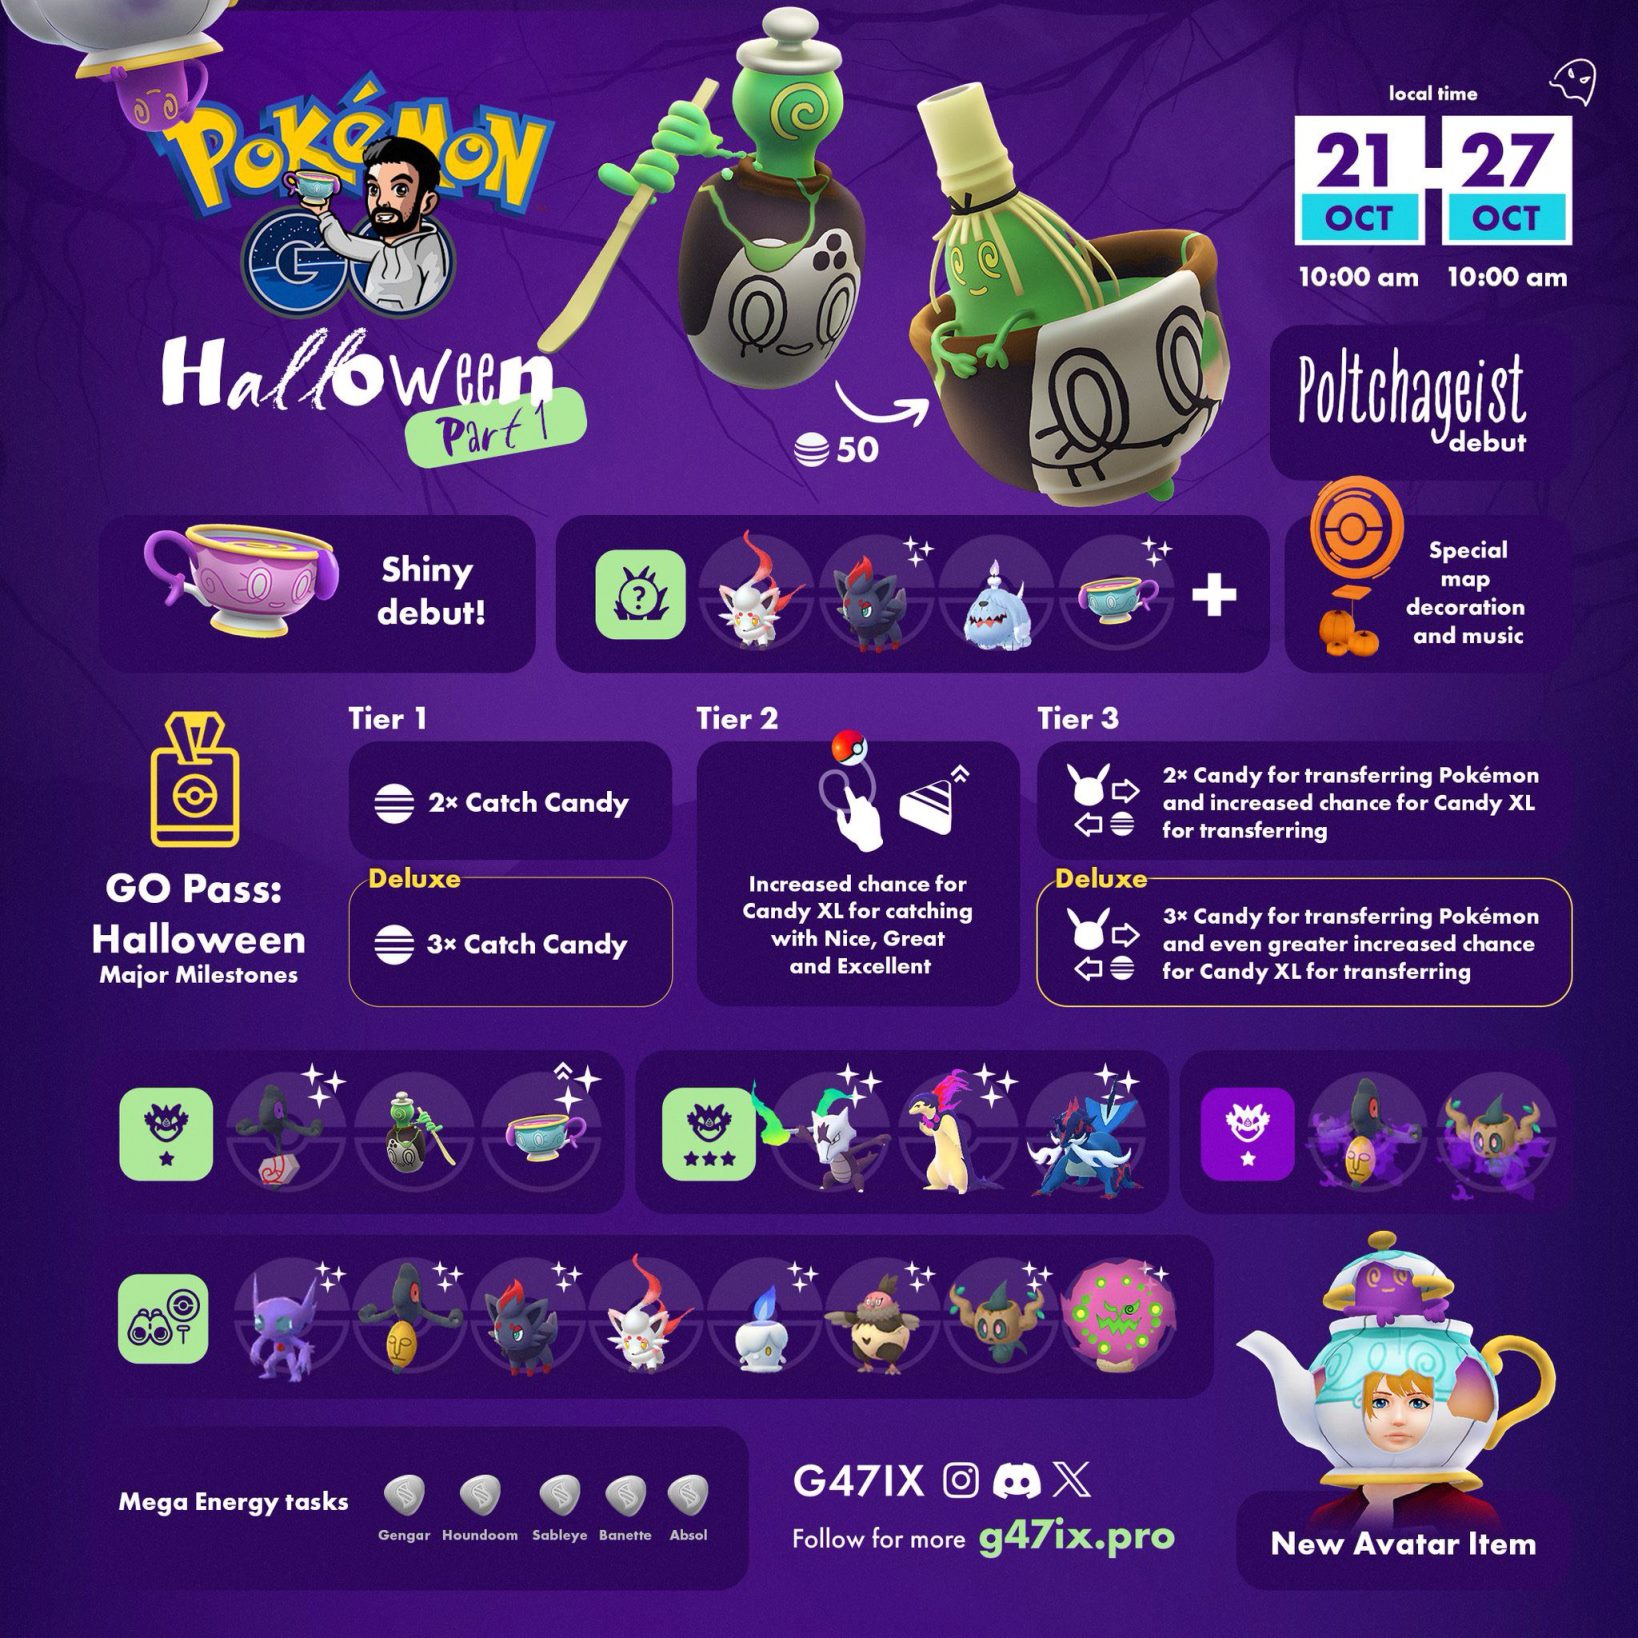 POKÉMON
GO
Halloween
Part 1
local time
21
OCT
27
OCT
10:00 am
10:00 am
50
Poltchageist
debut
Shiny
debut!
?
+
Special
map
decoration
and music
GO Pass:
Halloween
Major Milestones
Tier 1
2× Catch Candy
Deluxe
3× Catch Candy
Tier 2
Increased chance for
Candy XL for catching
with Nice, Great
and Excellent
Tier 3
2× Candy for transferring Pokémon
and increased chance for Candy XL
for transferring
Deluxe
3× Candy for transferring Pokémon
and even greater increased chance
for Candy XL for transferring
Mega Energy tasks
Gengar Houndoom Sableye Banette Absol
G47IX
Follow for more g47ix.pro
New Avatar Item